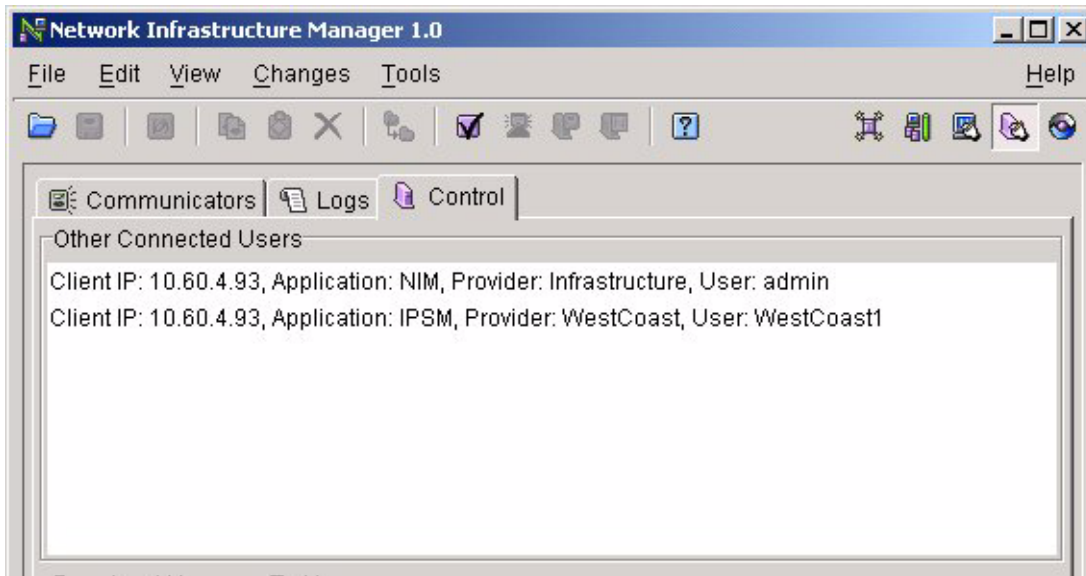 Network Infrastructure Manager 1.0
File Edit View Changes Tools Help
Communicators Logs Control
Other Connected Users
Client IP: 10.60.4.93, Application: NIM, Provider: Infrastructure, User: admin
Client IP: 10.60.4.93, Application: IPSM, Provider: WestCoast, User: WestCoast1